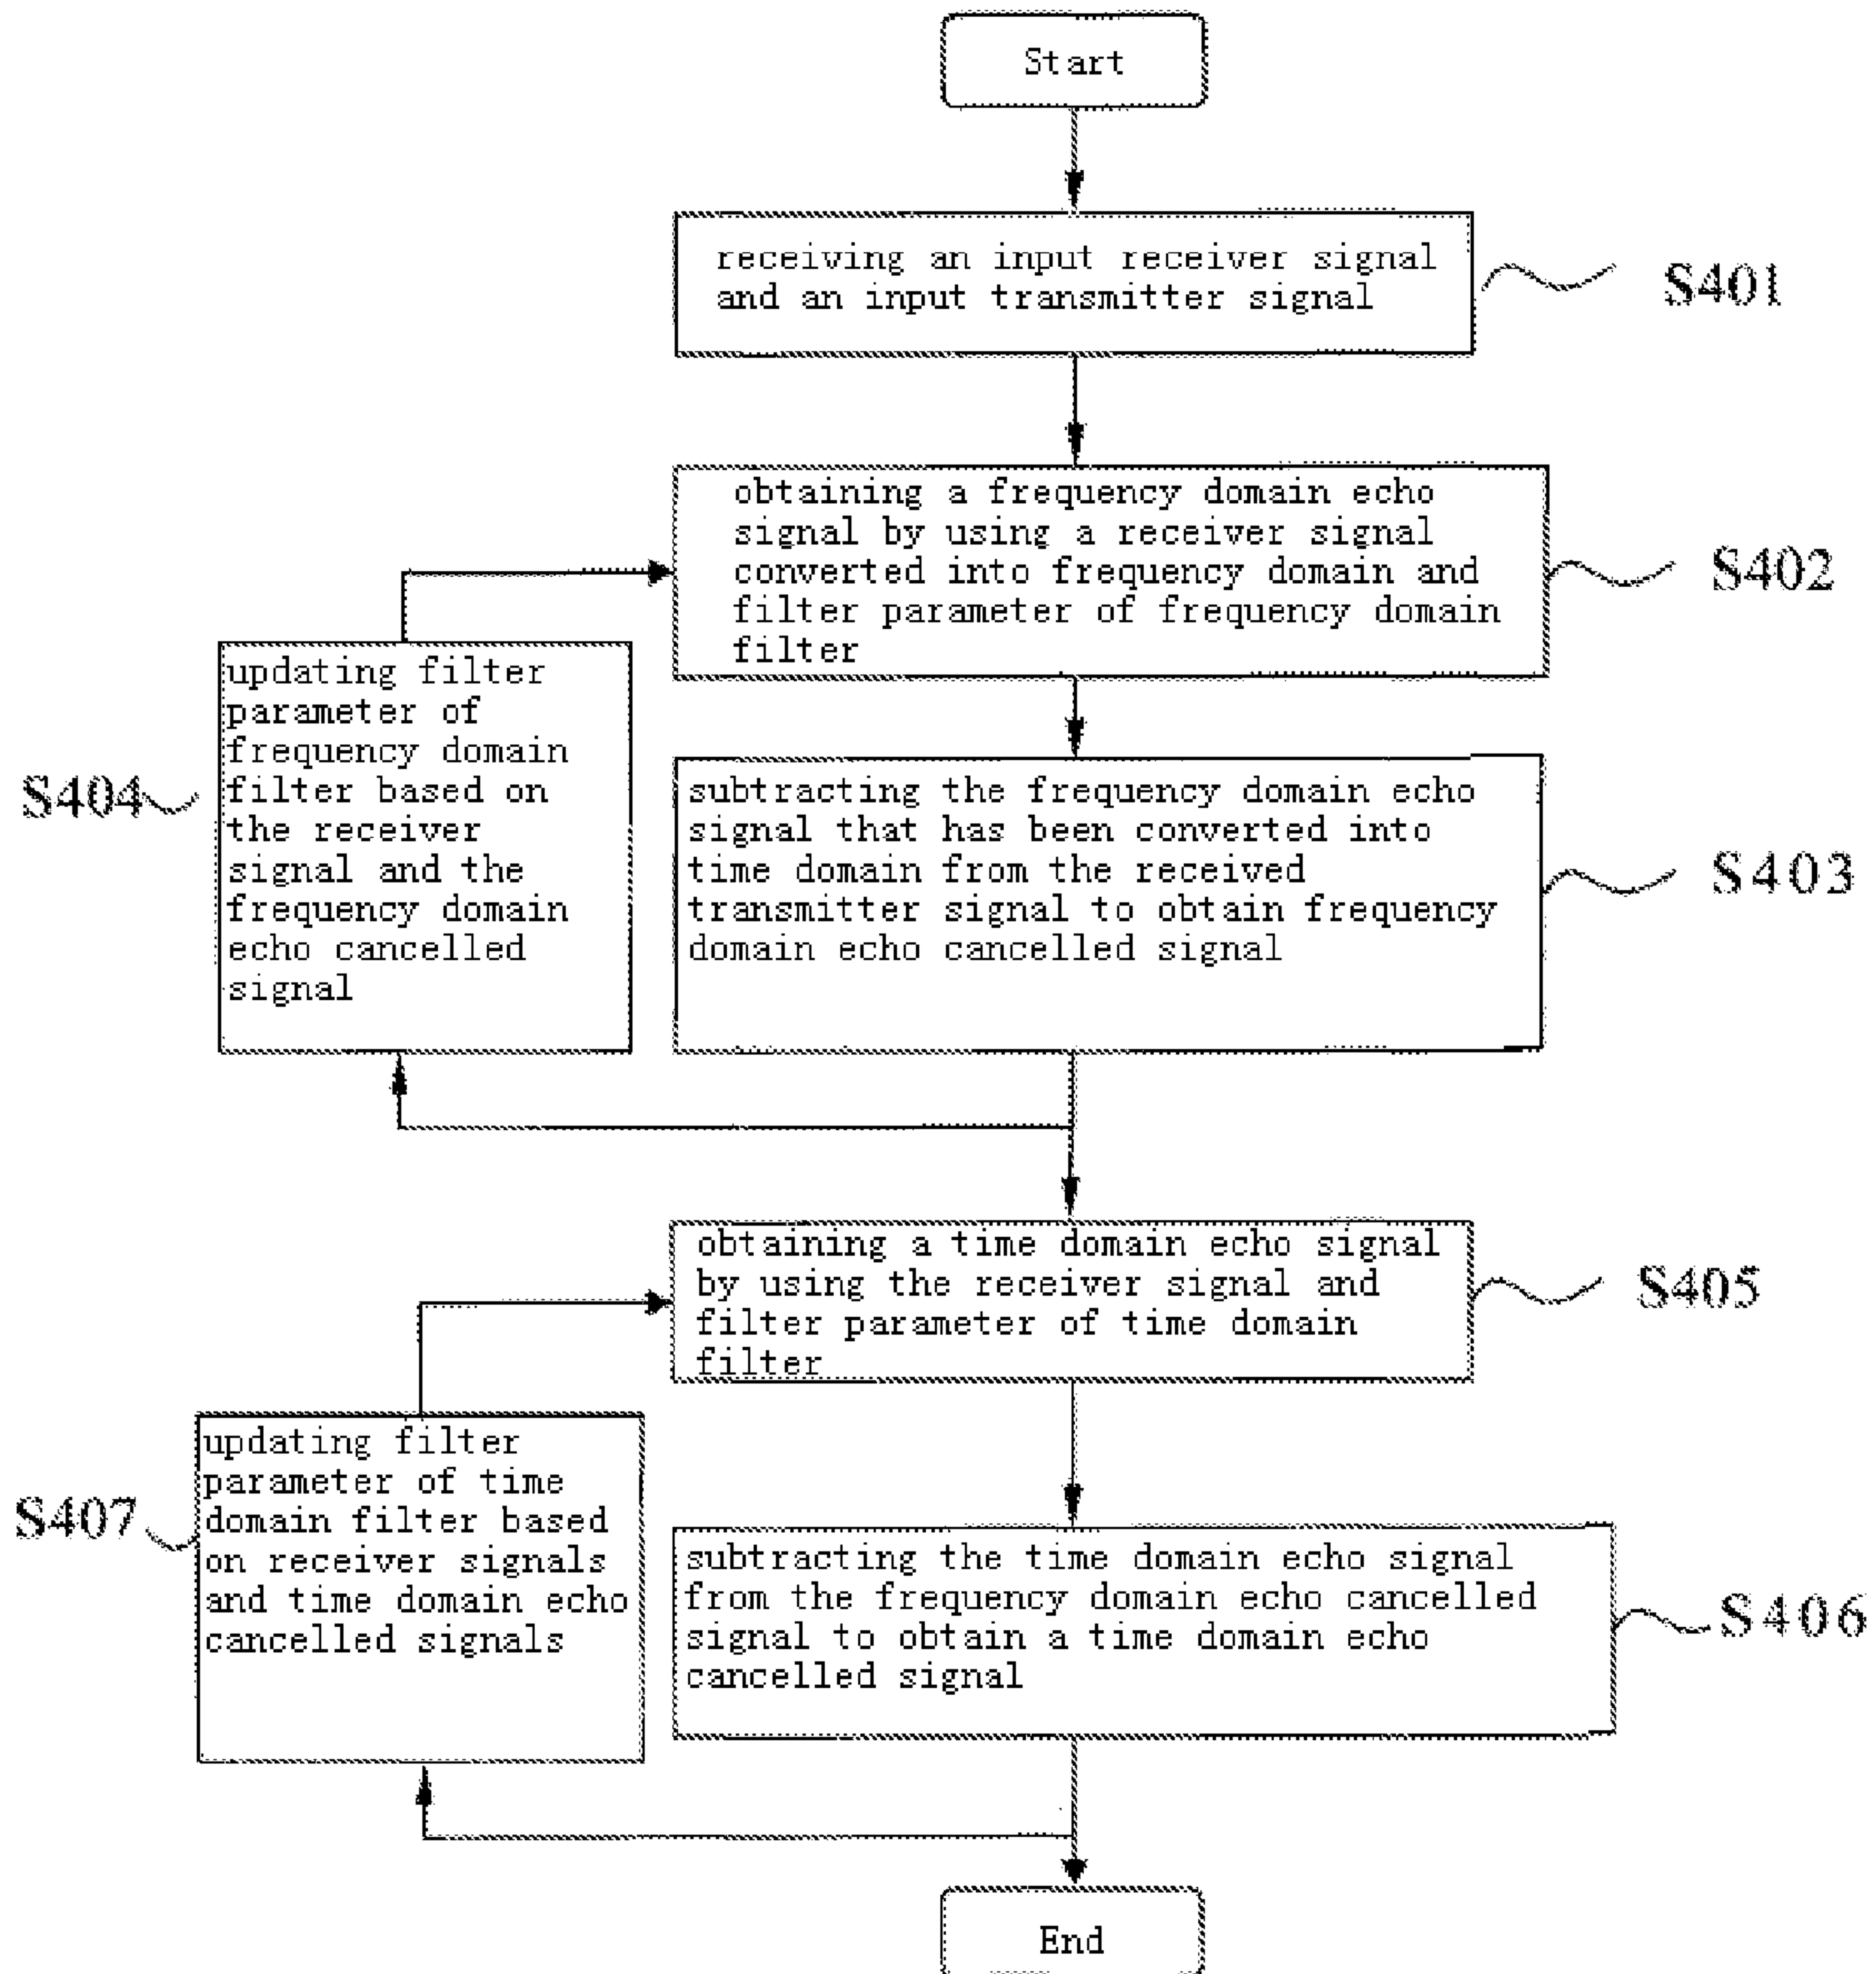 Start
receiving an input receiver signal
and an input transmitter signal
S401
obtaining a frequency domain echo
signal by using a receiver signal
converted into frequency domain and
filter parameter of frequency domain
filter
S402
updating filter
parameter of
frequency domain
filter based on
the receiver
signal and the
frequency domain
echo cancelled
signal
S404
subtracting the frequency domain echo
signal that has been converted into
time domain from the received
transmitter signal to obtain frequency
domain echo cancelled signal
S403
obtaining a time domain echo signal
by using the receiver signal and
filter parameter of time domain
filter
S405
updating filter
parameter of time
domain filter based
on receiver signals
and time domain echo
cancelled signals
S407
subtracting the time domain echo signal
from the frequency domain echo cancelled
signal to obtain a time domain echo
cancelled signal
S406
End